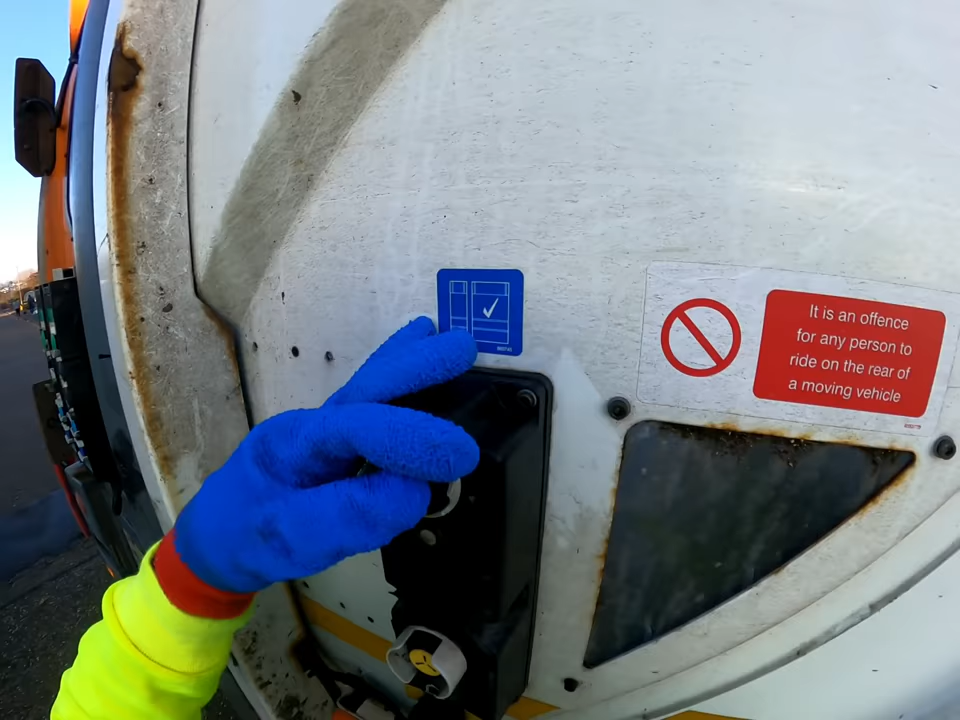 It is an offence
for any person to
ride on the rear of
a moving vehicle